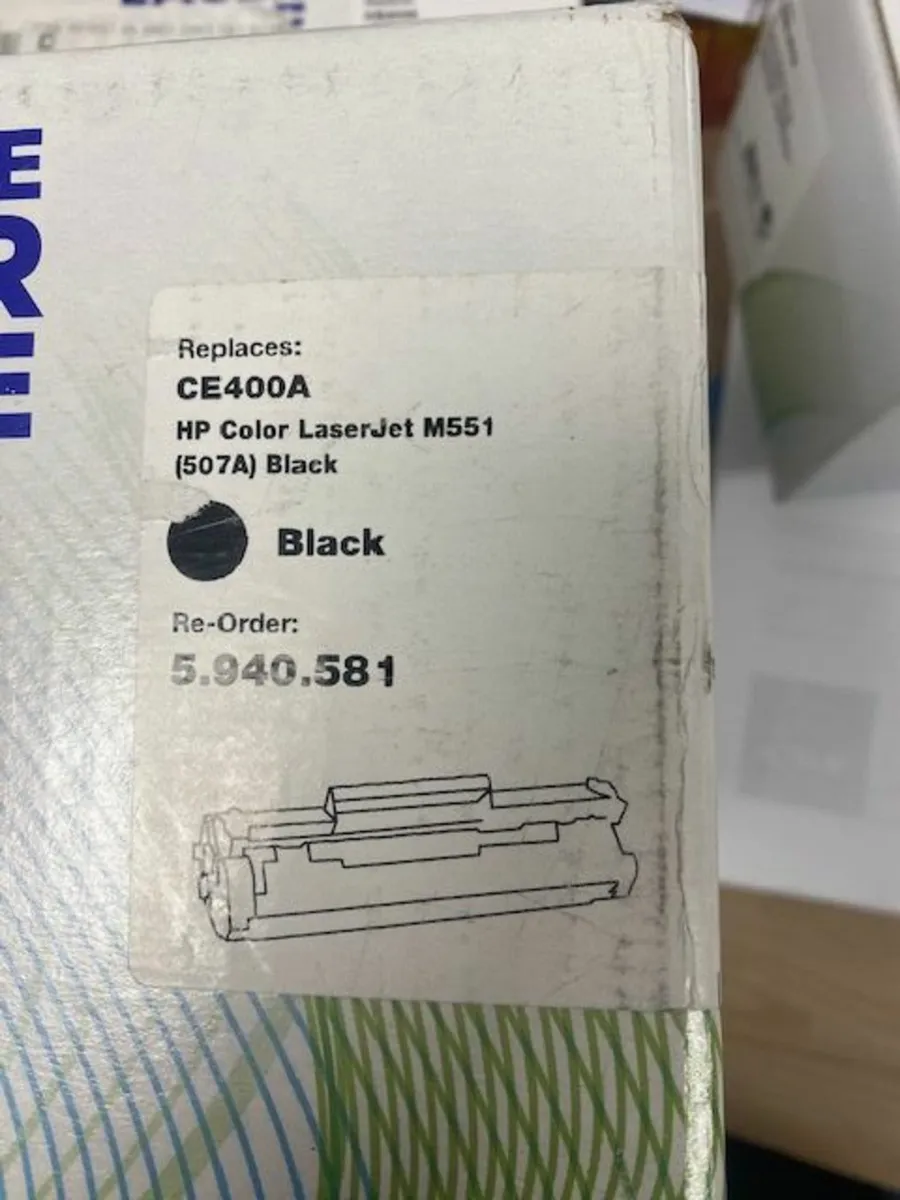 Replaces:
CE400A
HP Color LaserJet M551
(507A) Black
Black
Re-Order:
5.940.581